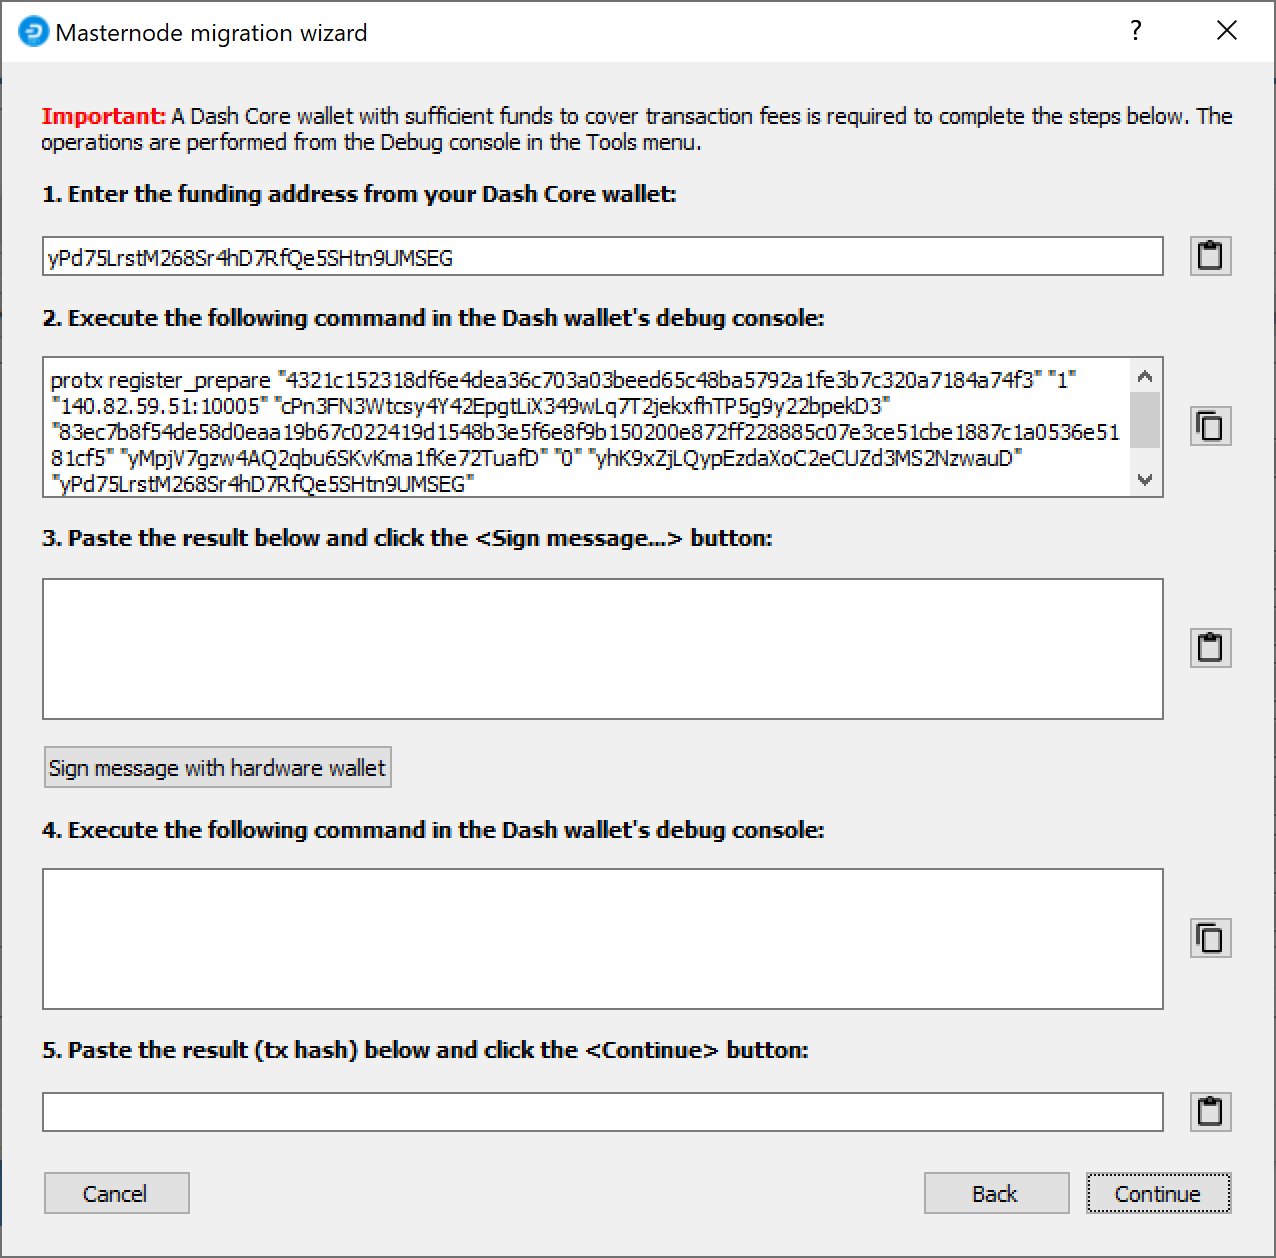 Masternode migration wizard
?
Important: A Dash Core wallet with sufficient funds to cover transaction fees is required to complete the steps below. The
operations are performed from the Debug console in the Tools menu.
1. Enter the funding address from your Dash Core wallet:
yPd75LrstM268Sr4hD7RfQe5SHtn9UMSEG
2. Execute the following command in the Dash wallet's debug console:
protx register_prepare "4321c152318df6e4dea36c703a03beed65c48ba5792a1fe3b7c320a7184a74f3" "1"
"140.82.59.51:10005" "cPn3FN3Wtcsy4Y42EpgtLiX349wLq7T2jekxfhTP5g9y22bpekD3"
"83ec7b8f54de58d0eaa19b67c022419d1548b3e5f6e8f9b150200e872ff228885c07e3ce51cbe1887c1a0536e51
81cf5" "yMpjV7gzw4AQ2qbu6SKvKma1fKe72TuafD" "0" "yhK9xZjLQypEzdaXoC2eCUZd3MS2NzwauD"
"yPd75LrstM268Sr4hD7RfQe5SHtn9UMSEG"
3. Paste the result below and click the <Sign message...> button:
Sign message with hardware wallet
4. Execute the following command in the Dash wallet's debug console:
5. Paste the result (tx hash) below and click the <Continue> button:
Cancel
Back
Continue